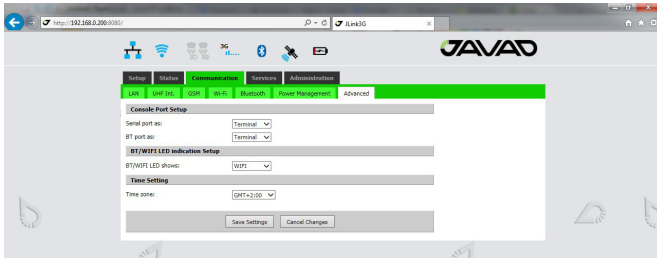 http://192.168.0.200:8080/
JLink3G
3G
JAVAD
Setup Status Communication Services Administration
LAN UHF Int. GSM Wi-Fi Bluetooth Power Management Advanced
Console Port Setup
Serial port as: Terminal
BT port as: Terminal
BT/WIFI LED indication Setup
BT/WIFI LED shows: WIFI
Time Setting
Time zone: GMT+2:00
Save Settings Cancel Changes